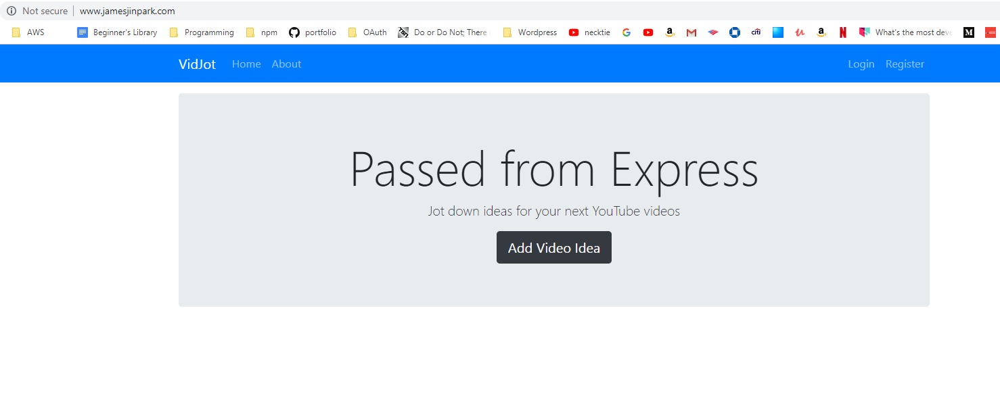 Not secure www.jamesjinpark.com
AWS Beginner's Library Programming npm portfolio OAuth Do or Do Not; There Wordpress necktie citi What's the most deve M
VidJot Home About Login Register
Passed from Express
Jot down ideas for your next YouTube videos
Add Video Idea